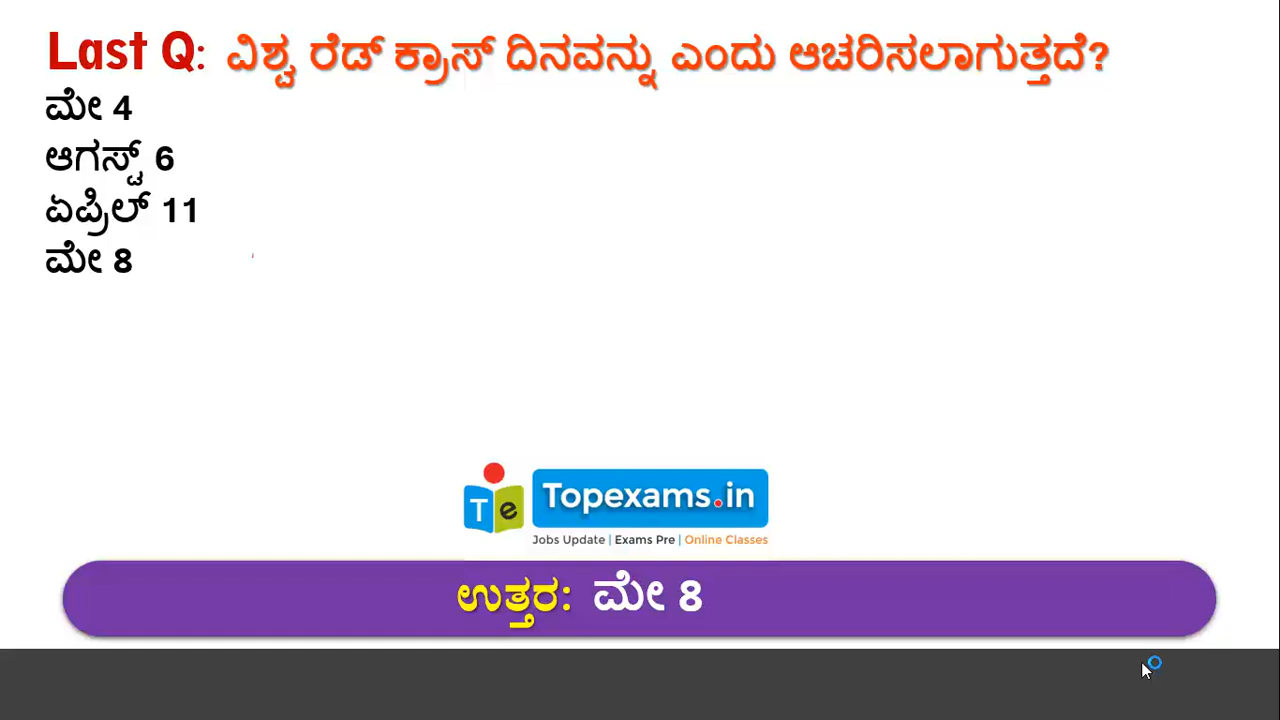 Last Q: ವಿಶ್ವ ರೆಡ್ ಕ್ರಾಸ್ ದಿನವನ್ನು ಎಂದು ಆಚರಿಸಲಾಗುತ್ತದೆ?
ಮೇ 4
ಆಗಸ್ಟ್ 6
ಏಪ್ರಿಲ್ 11
ಮೇ 8
Te Topexams.in
Jobs Update | Exams Pre | Online Classes
ಉತ್ತರ: ಮೇ 8